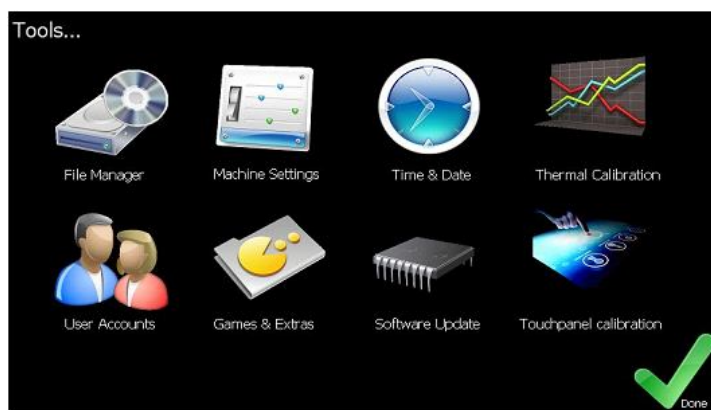 Tools...
File Manager
Machine Settings
Time & Date
Thermal Calibration
User Accounts
Games & Extras
Software Update
Touchpanel calibration
Done